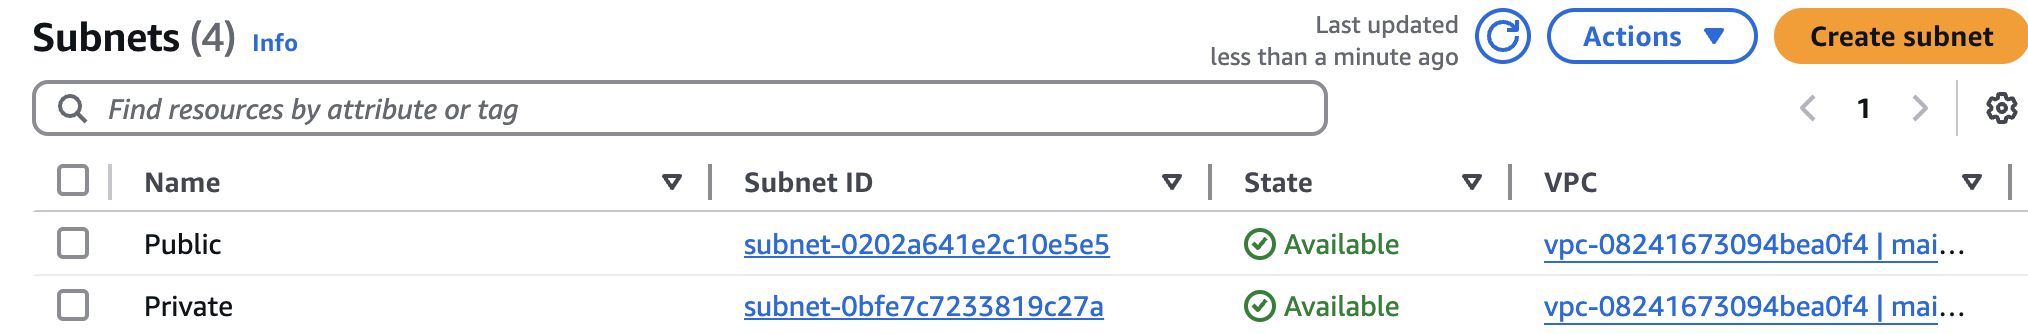 Subnets (4) Info
Last updated
less than a minute ago
Actions
Create subnet
Find resources by attribute or tag
1
Name Subnet ID State VPC
Public subnet-0202a641e2c10e5e5 Available vpc-08241673094bea0f4 | mai...
Private subnet-0bfe7c7233819c27a Available vpc-08241673094bea0f4 | mai...